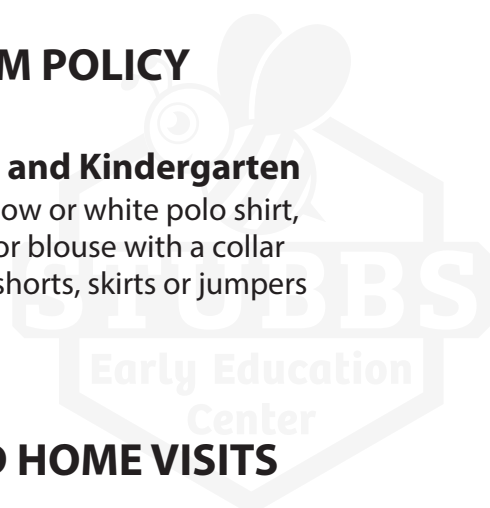 M POLICY
and Kindergarten
ow or white polo shirt,
or blouse with a collar
shorts, skirts or jumpers
STUBBS
Early Education
Center
HOME VISITS